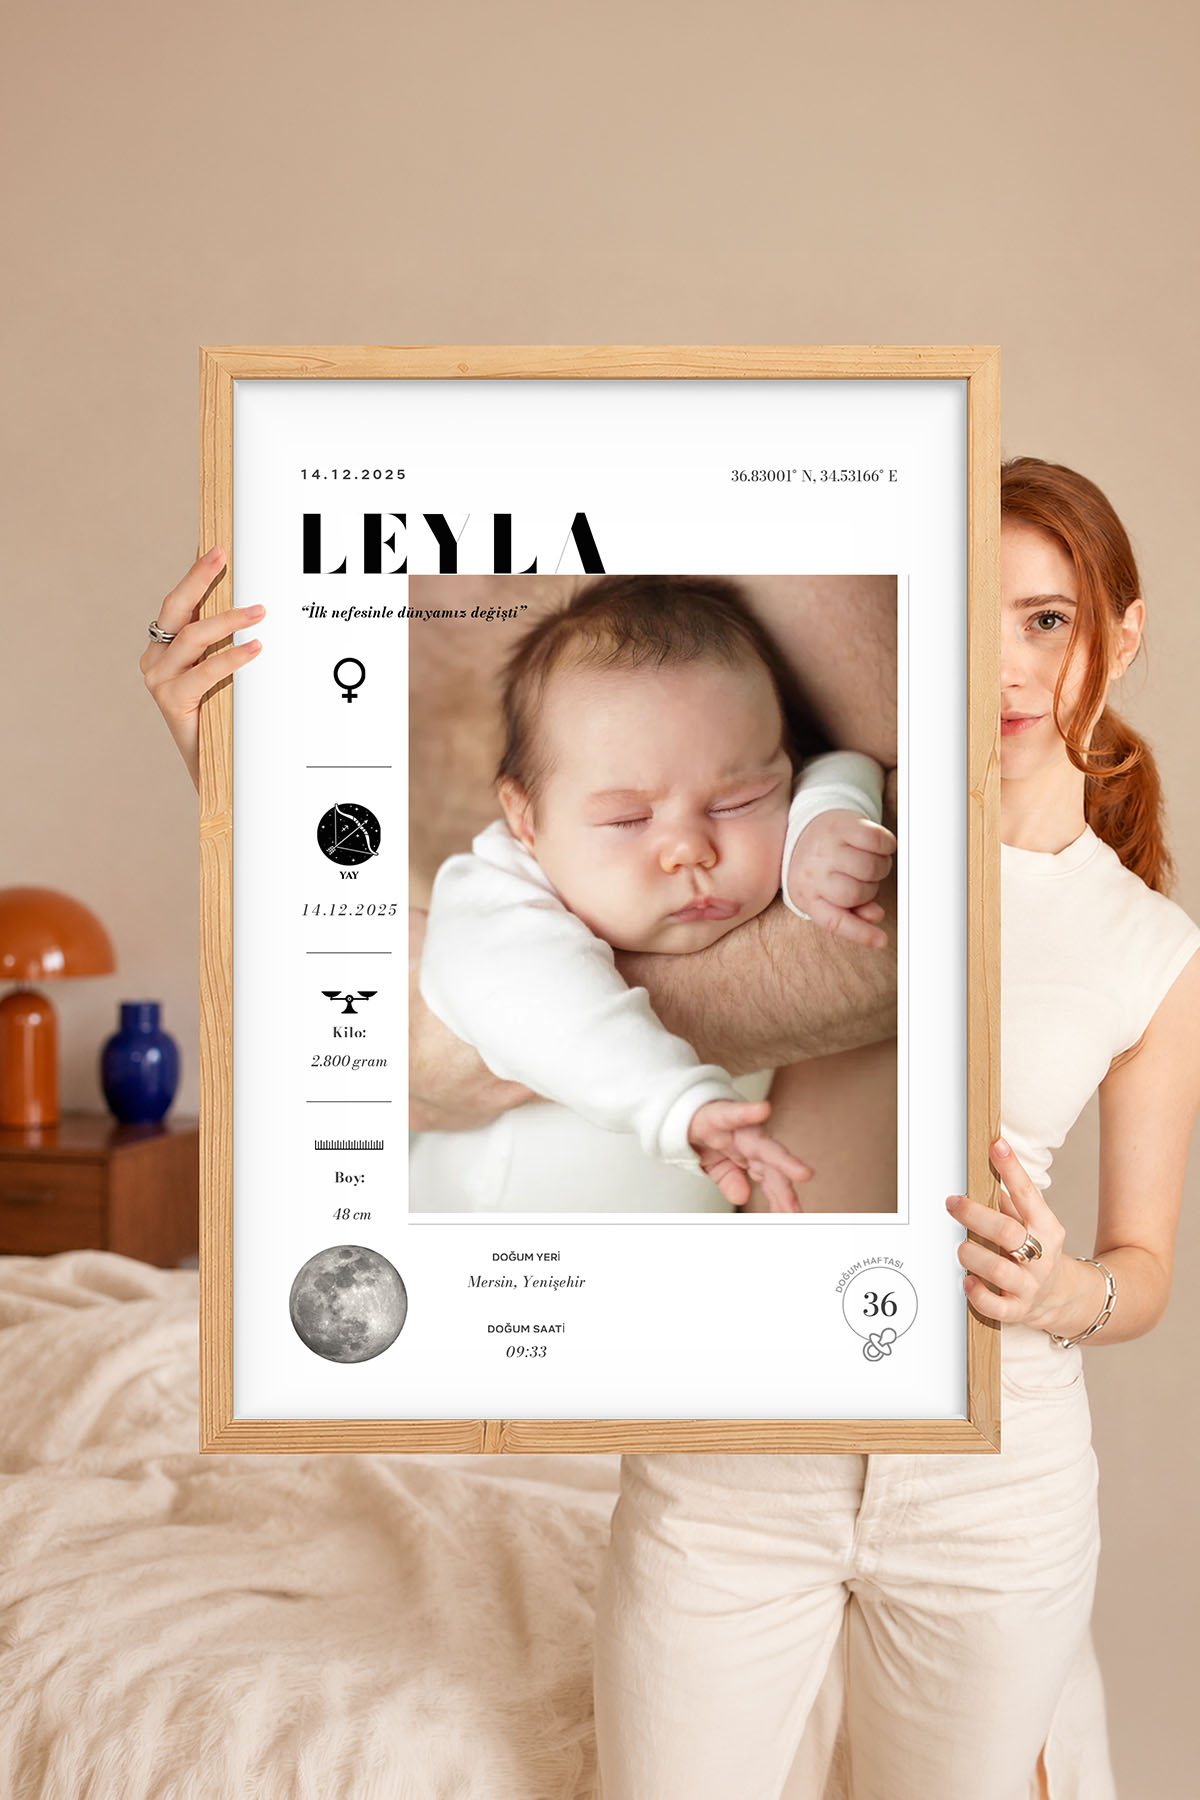 14.12.2025
36.83001° N, 34.53166° E
LEYLA
“İlk nefesinle dünyamız değişti”
YAY
14.12.2025
Kilo:
2.800 gram
Boy:
48 cm
DOĞUM YERİ
Mersin, Yenişehir
DOĞUM SAATİ
09:33
DOĞUM HAFTASI
36